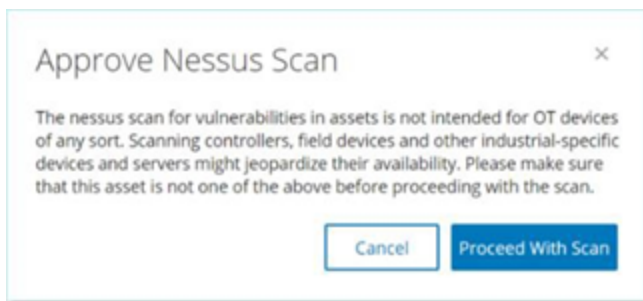 Approve Nessus Scan
×
The nessus scan for vulnerabilities in assets is not intended for OT devices
of any sort. Scanning controllers, field devices and other industrial-specific
devices and servers might jeopardize their availability. Please make sure
that this asset is not one of the above before proceeding with the scan.
Cancel Proceed With Scan